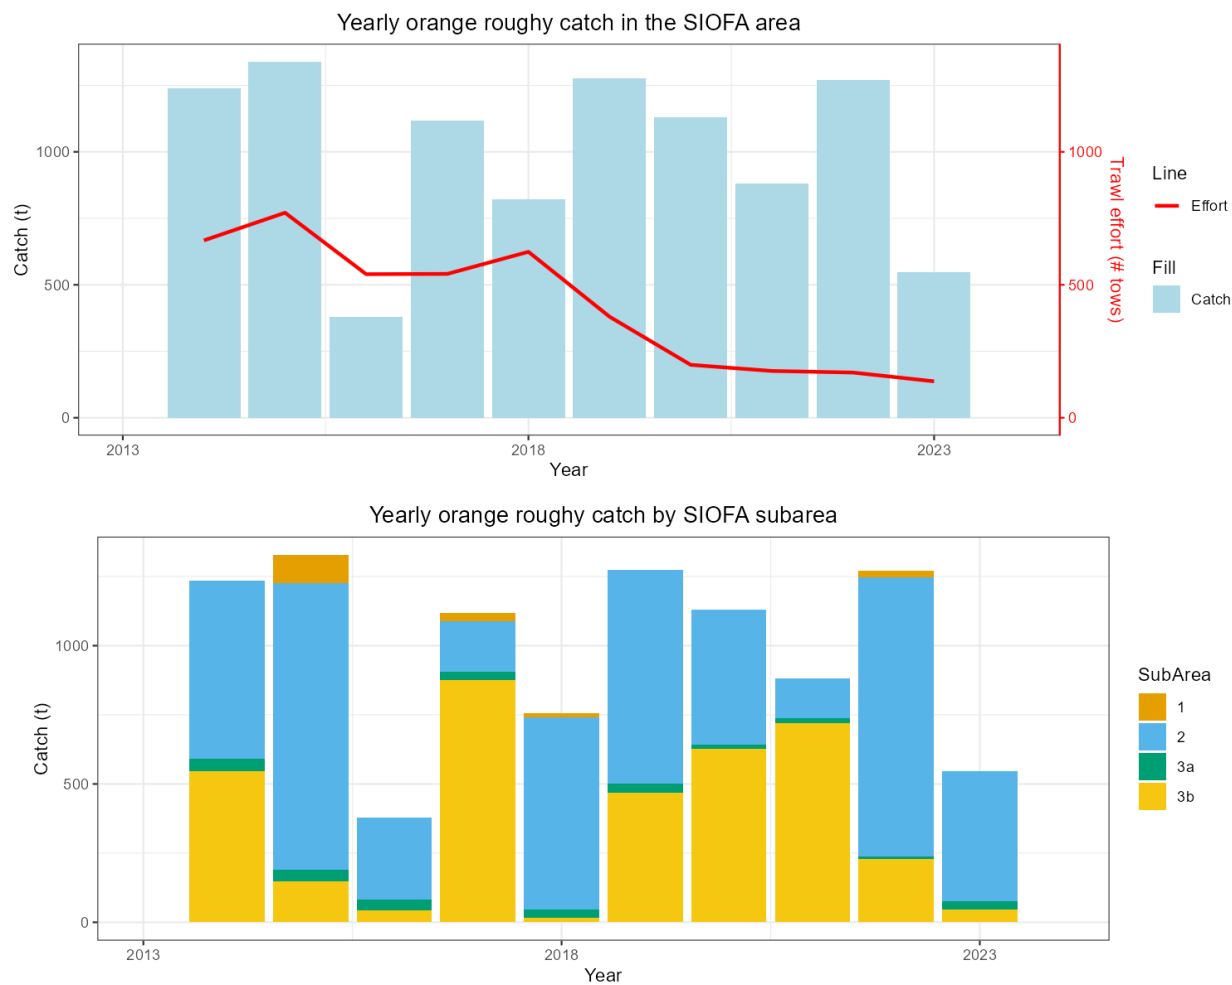 Yearly orange roughy catch in the SIOFA area
Catch (t)
1000
500
0
1000
500
0
Trawl effort (# tows)
2013
2018
2023
Year
Line
Effort
Fill
Catch
Yearly orange roughy catch by SIOFA subarea
Catch (t)
1000
500
0
2013
2018
2023
Year
SubArea
1
2
3a
3b